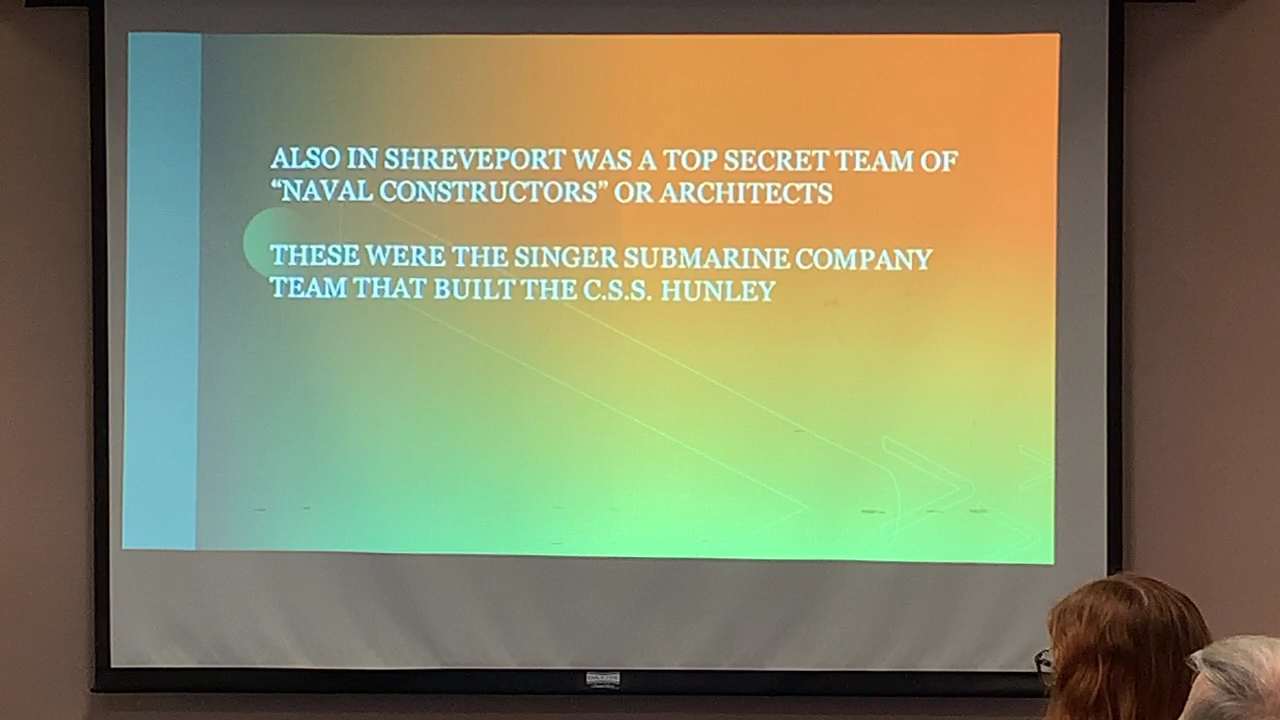 ALSO IN SHREVEPORT WAS A TOP SECRET TEAM OF
“NAVAL CONSTRUCTORS” OR ARCHITECTS
THESE WERE THE SINGER SUBMARINE COMPANY
TEAM THAT BUILT THE C.S.S. HUNLEY